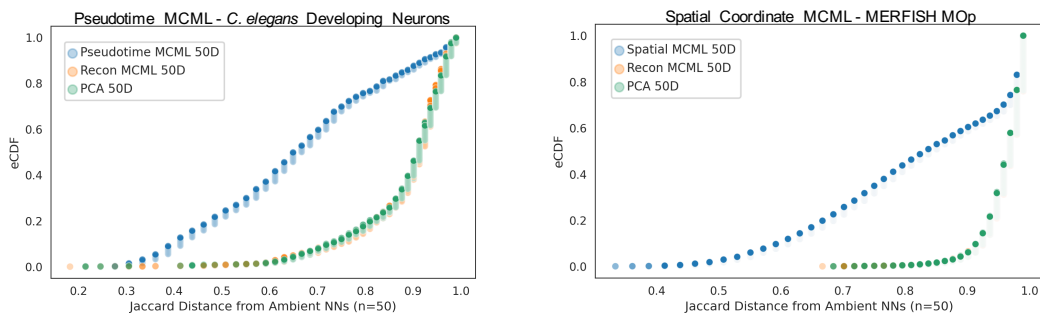 Pseudotime MCML - C. elegans Developing Neurons
1.0
0.8
0.6
0.4
0.2
0.0
eCDF
Pseudotime MCML 50D
Recon MCML 50D
PCA 50D
0.2 0.3 0.4 0.5 0.6 0.7 0.8 0.9 1.0
Jaccard Distance from Ambient NNs (n=50)
Spatial Coordinate MCML - MERFISH MOp
1.0
0.8
0.6
0.4
0.2
0.0
eCDF
Spatial MCML 50D
Recon MCML 50D
PCA 50D
0.4 0.5 0.6 0.7 0.8 0.9 1.0
Jaccard Distance from Ambient NNs (n=50)